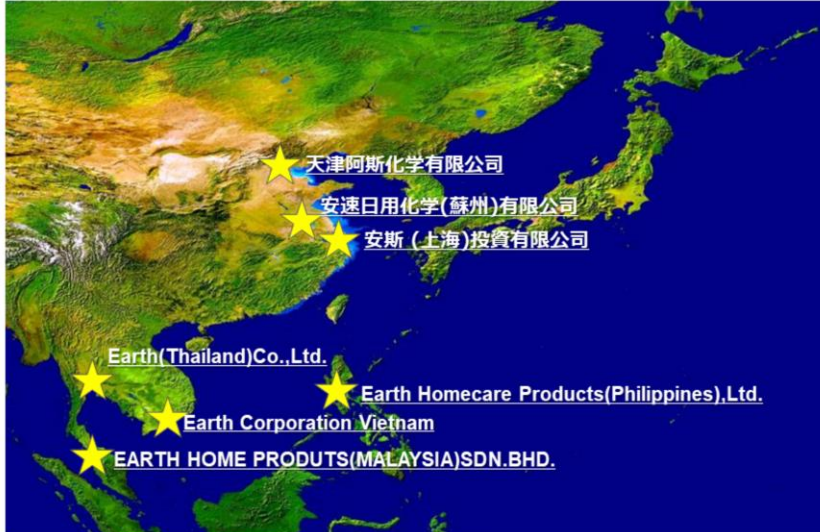 天津阿斯化学有限公司
安速日用化学(蘇州)有限公司
安斯 (上海)投資有限公司
Earth(Thailand)Co.,Ltd.
Earth Homecare Products(Philippines),Ltd.
Earth Corporation Vietnam
EARTH HOME PRODUTS(MALAYSIA)SDN.BHD.